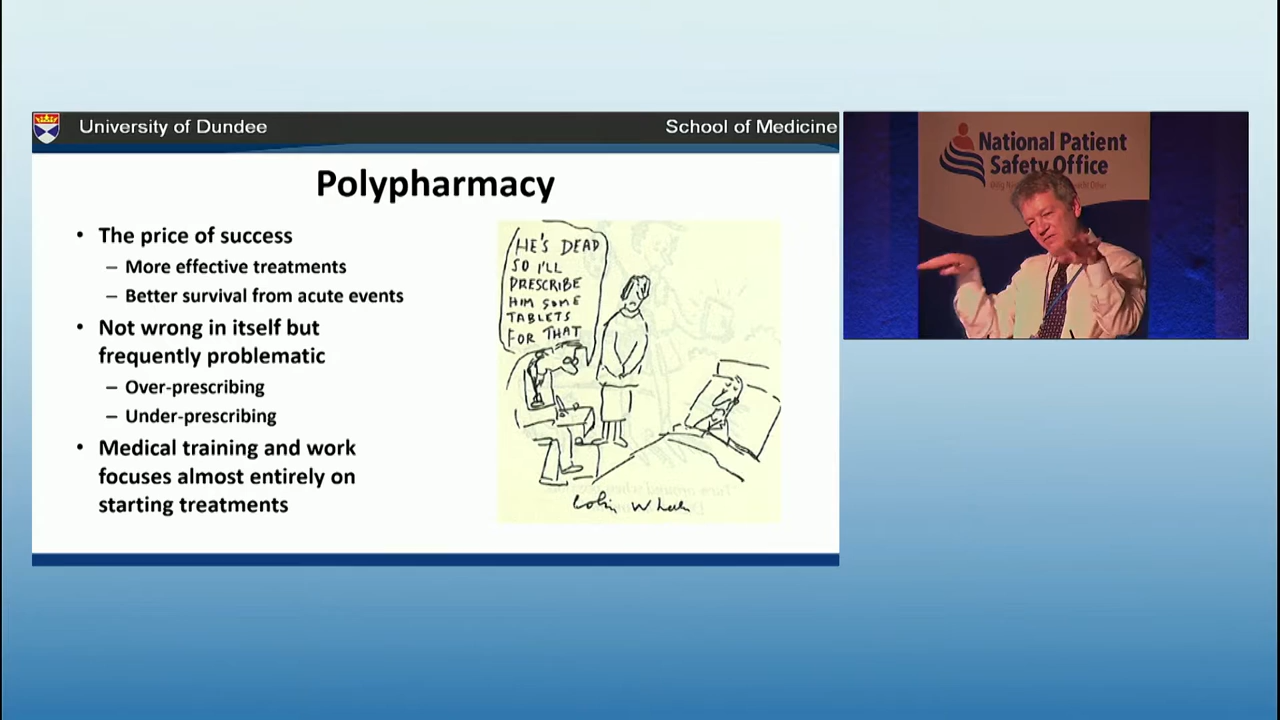 University of Dundee
School of Medicine
Polypharmacy
• The price of success
– More effective treatments
– Better survival from acute events
• Not wrong in itself but
frequently problematic
– Over-prescribing
– Under-prescribing
• Medical training and work
focuses almost entirely on
starting treatments
HE'S DEAD
SO I'LL
PRESCRIBE
HIM SOME
TABLETS
FOR THAT
Colin
National Patient
Safety Office